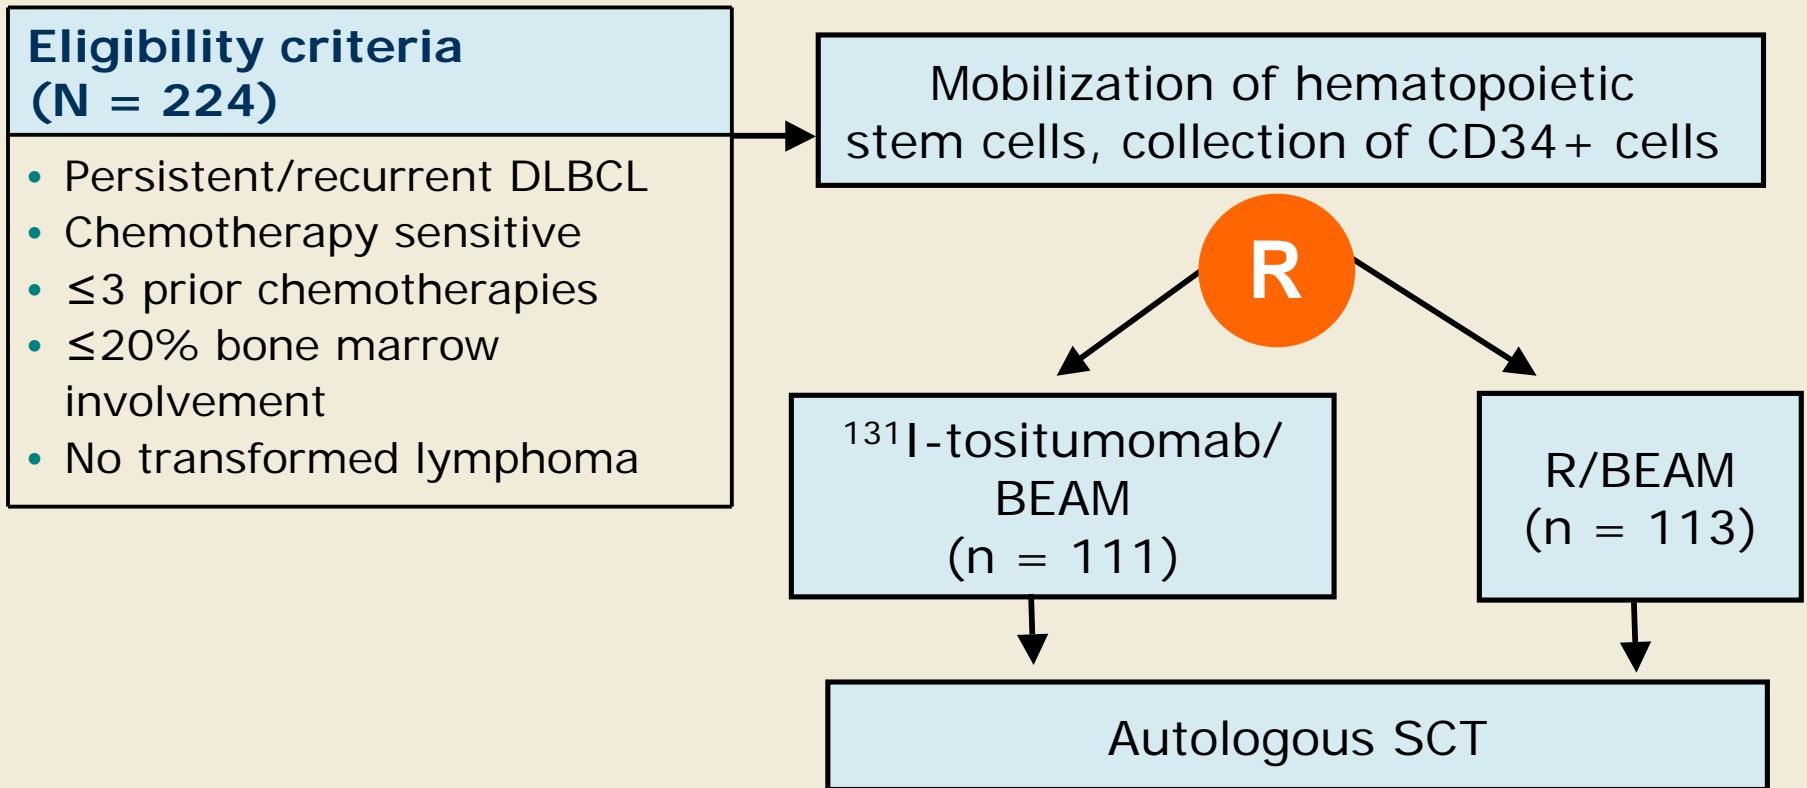 Eligibility criteria
(N = 224)
• Persistent/recurrent DLBCL
• Chemotherapy sensitive
• ≤3 prior chemotherapies
• ≤20% bone marrow
involvement
• No transformed lymphoma
Mobilization of hematopoietic
stem cells, collection of CD34+ cells
R
¹³¹I-tositumomab/
BEAM
(n = 111)
R/BEAM
(n = 113)
Autologous SCT